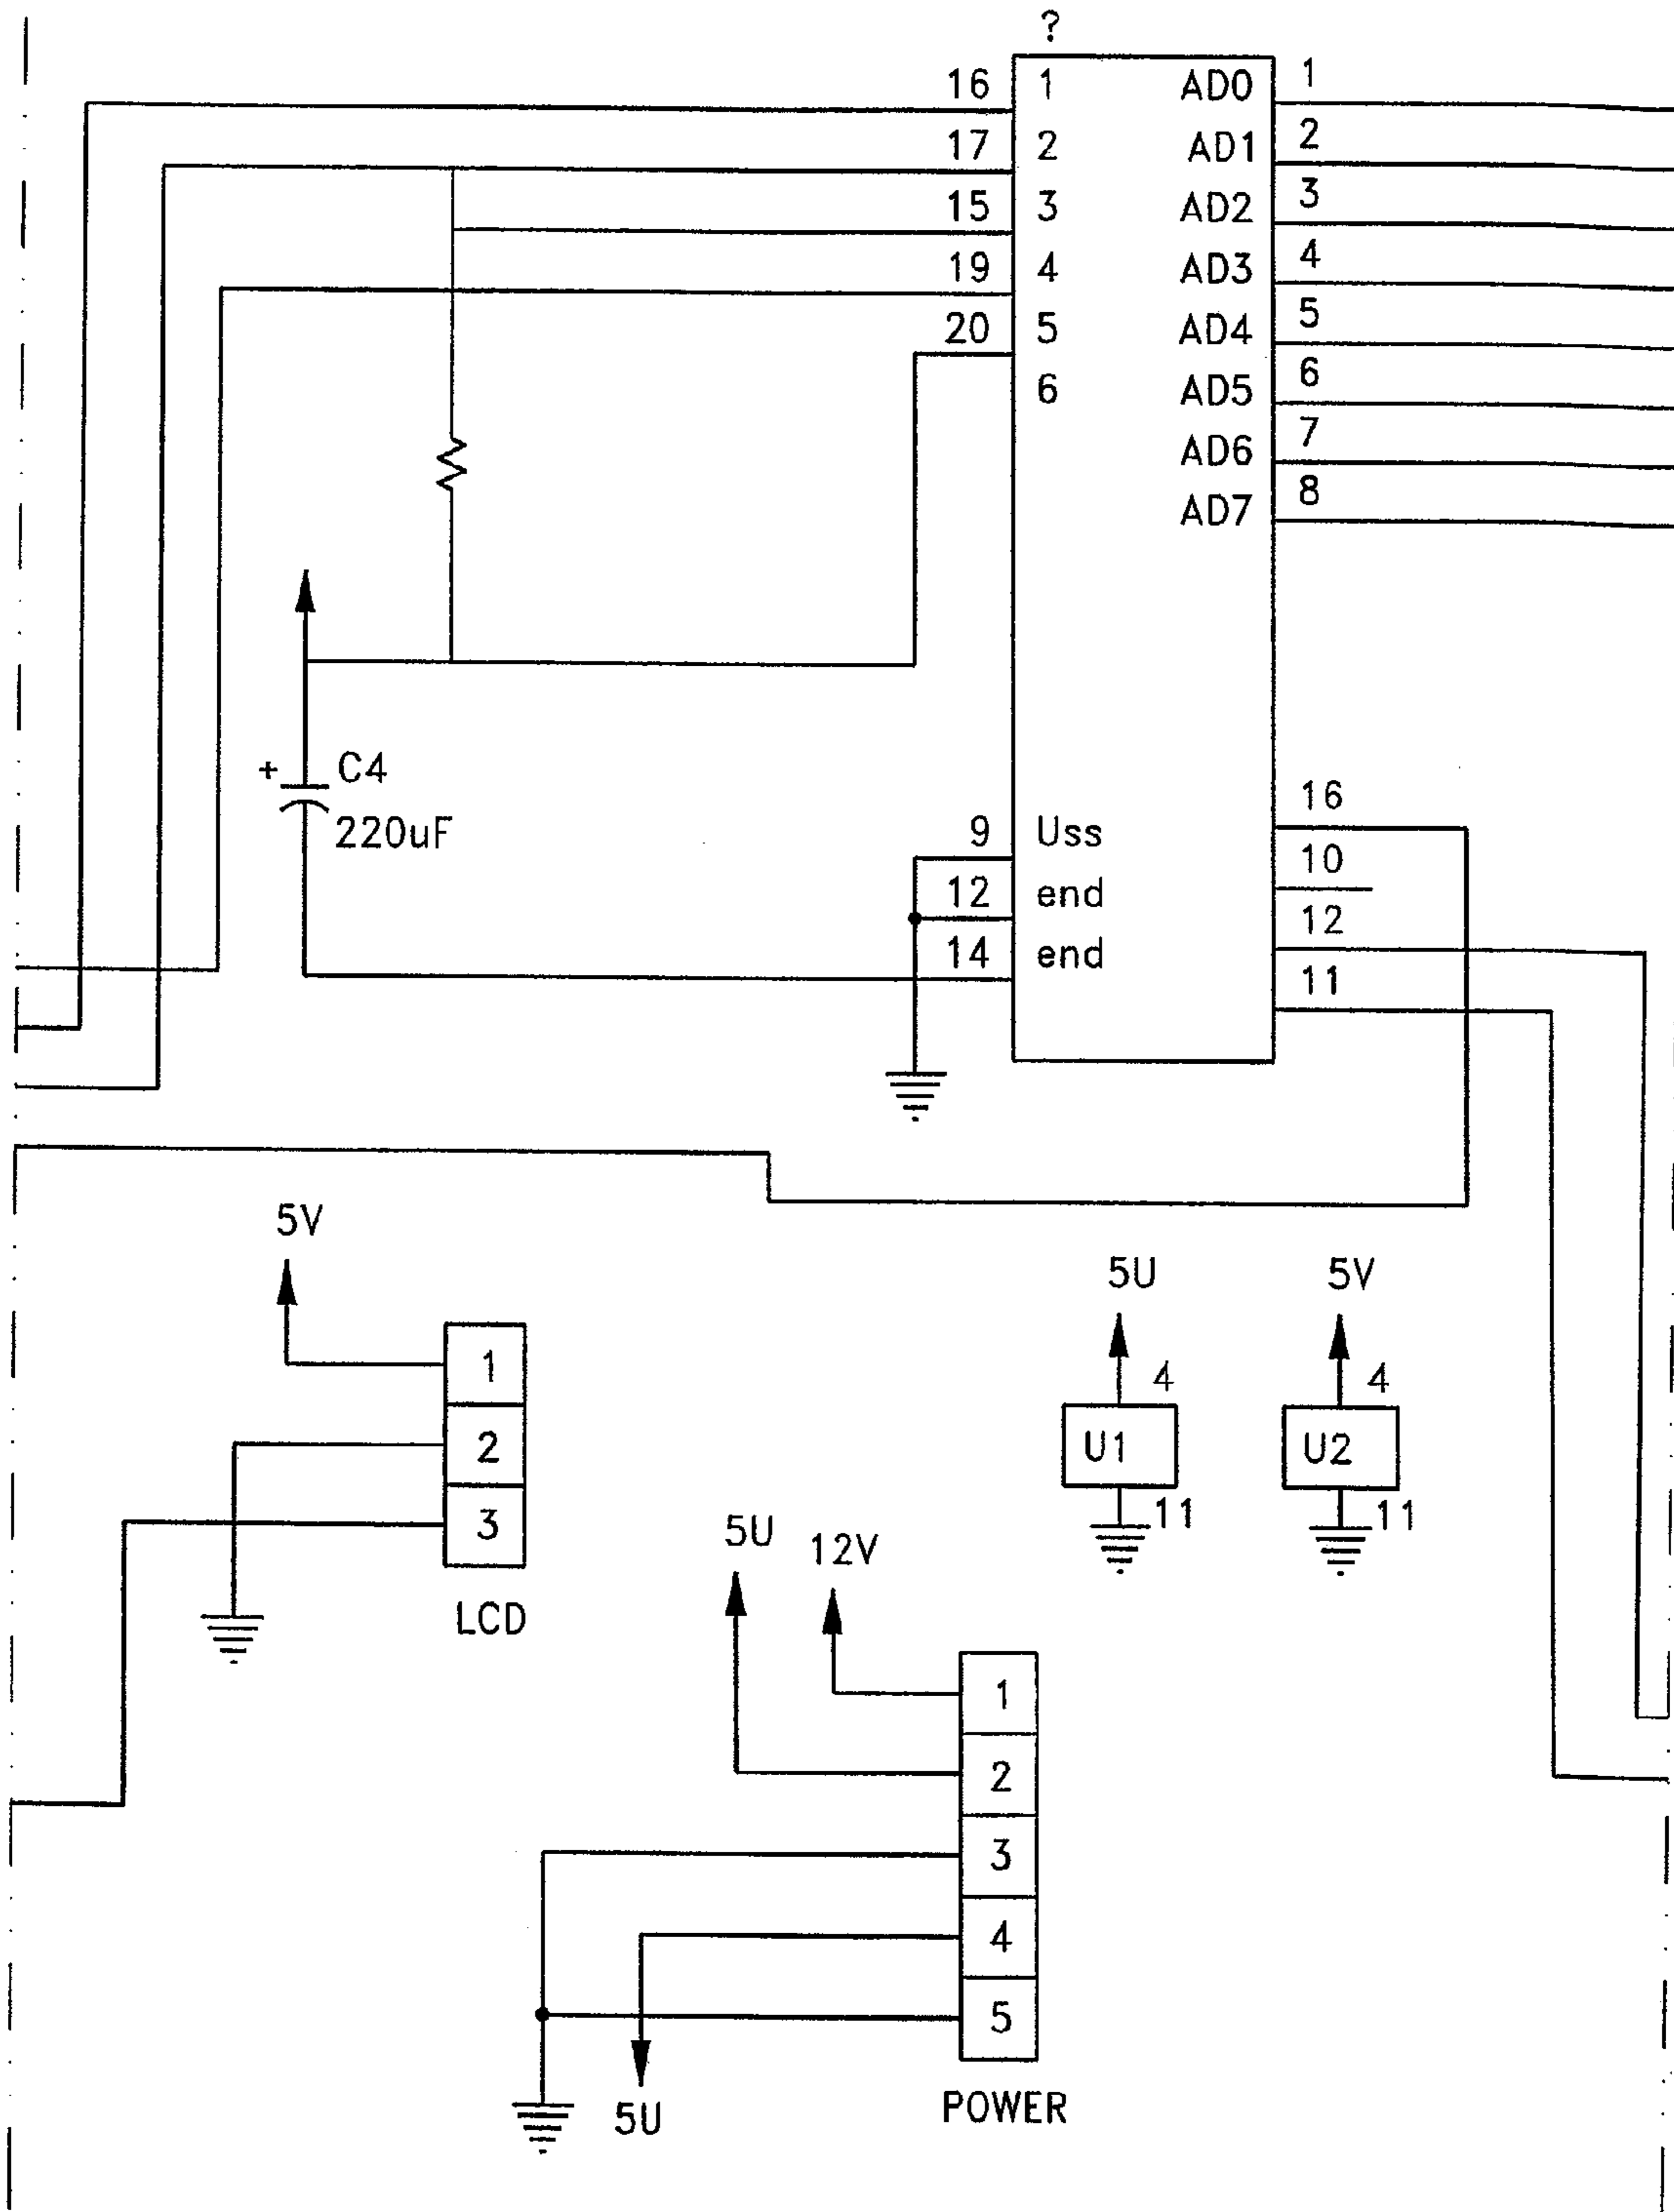 ?
16 1 AD0 1
17 2 AD1 2
15 3 AD2 3
19 4 AD3 4
20 5 AD4 5
6 AD5 6
AD6 7
AD7 8
+ C4
220uF
16
9 Uss
10
12 end
12
14 end
11
5V
1
2
3
LCD
5U
4
U1
11
5V
4
U2
11
5U
12V
1
2
3
4
5
5U
POWER